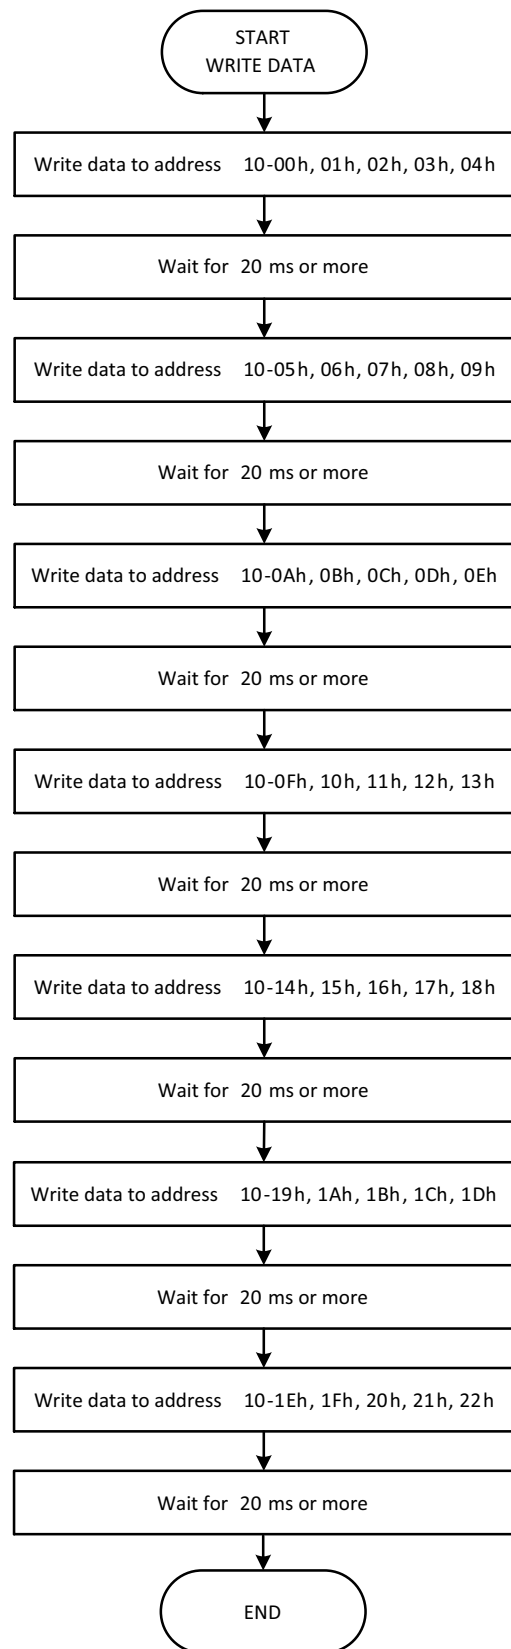 START
WRITE DATA
Write data to address 10-00h, 01h, 02h, 03h, 04h
Wait for 20 ms or more
Write data to address 10-05h, 06h, 07h, 08h, 09h
Wait for 20 ms or more
Write data to address 10-0Ah, 0Bh, 0Ch, 0Dh, 0Eh
Wait for 20 ms or more
Write data to address 10-0Fh, 10h, 11h, 12h, 13h
Wait for 20 ms or more
Write data to address 10-14h, 15h, 16h, 17h, 18h
Wait for 20 ms or more
Write data to address 10-19h, 1Ah, 1Bh, 1Ch, 1Dh
Wait for 20 ms or more
Write data to address 10-1Eh, 1Fh, 20h, 21h, 22h
Wait for 20 ms or more
END